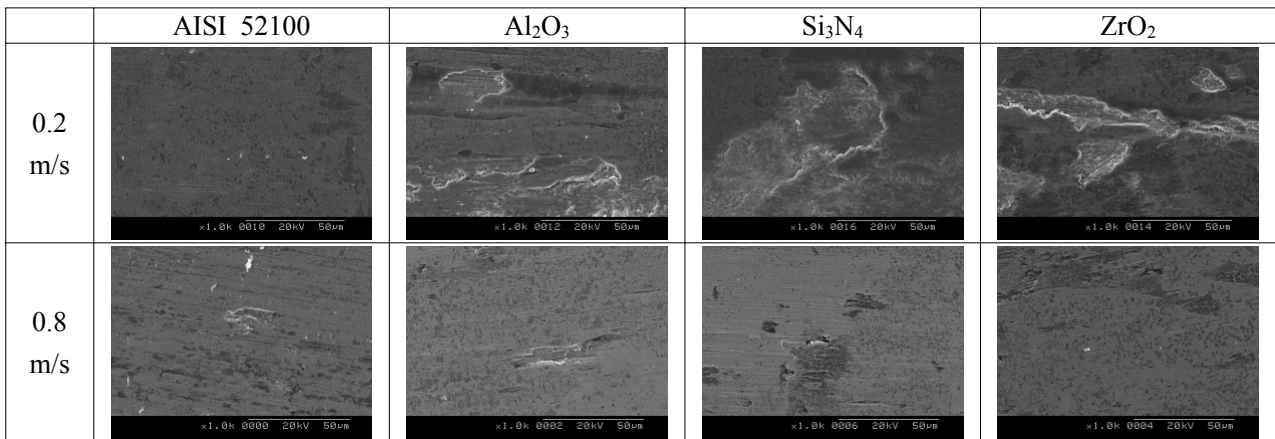 AISI 52100 Al₂O₃ Si₃N₄ ZrO₂
0.2
m/s
×1.0k 0010 20kV 50µm ×1.0k 0012 20kV 50µm ×1.0k 0016 20kV 50µm ×1.0k 0014 20kV 50µm
0.8
m/s
×1.0k 0000 20kV 50µm ×1.0k 0002 20kV 50µm ×1.0k 0006 20kV 50µm ×1.0k 0004 20kV 50µm